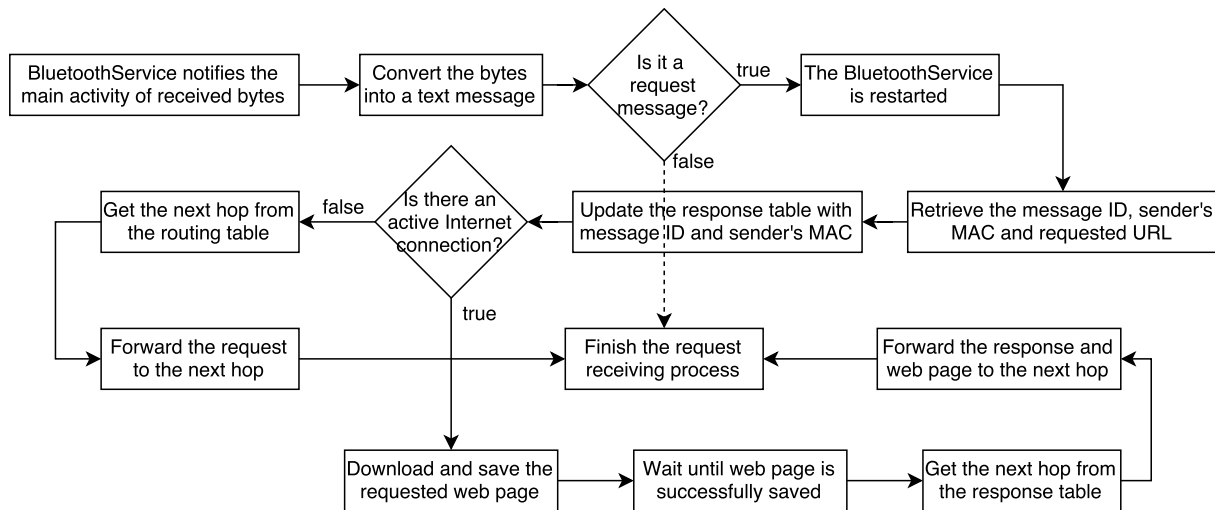 BluetoothService notifies the
main activity of received bytes
Convert the bytes
into a text message
Is it a
request
message?
true
The BluetoothService
is restarted
false
Retrieve the message ID, sender's
MAC and requested URL
Update the response table with
message ID and sender's MAC
Is there an
active Internet
connection?
false
Get the next hop from
the routing table
true
Forward the request
to the next hop
Finish the request
receiving process
Forward the response and
web page to the next hop
Download and save the
requested web page
Wait until web page is
successfully saved
Get the next hop from
the response table